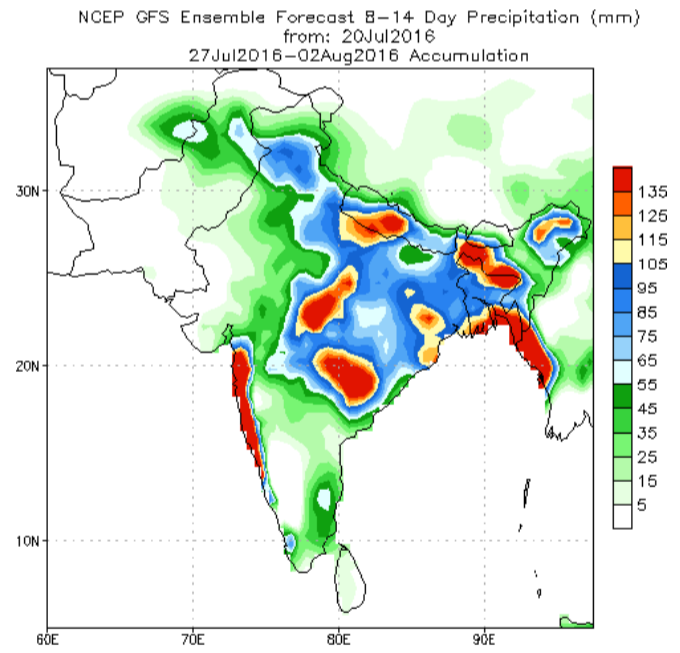 NCEP GFS Ensemble Forecast 8-14 Day Precipitation (mm)
from: 20Jul2016
27Jul2016-02Aug2016 Accumulation
30N
20N
10N
60E
70E
80E
90E
135
125
115
105
95
85
75
65
55
45
35
25
15
5